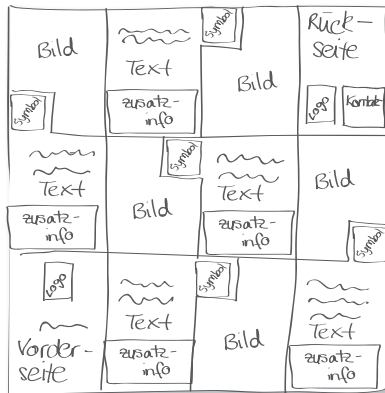 Bild
Symbol
Text
zusatz-
info
Symbol
Bild
Rück-
seite
Logo
Kontakt
Text
zusatz-
info
Symbol
Bild
Text
zusatz-
info
Bild
Symbol
Logo
Vorder-
seite
Text
zusatz-
info
Symbol
Bild
Text
zusatz-
info